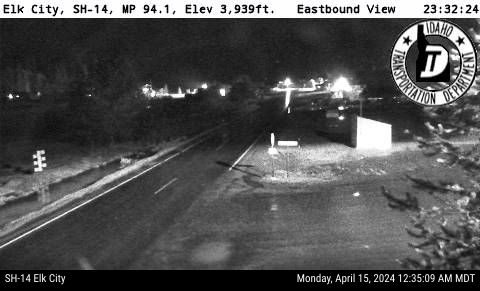 Elk City, SH-14, MP 94.1, Elev 3,939ft. Eastbound View 23:32:24
IDAHO
TRANSPORTATION DEPARTMENT
SH-14 Elk City
Monday, April 15, 2024 12:35:09 AM MDT